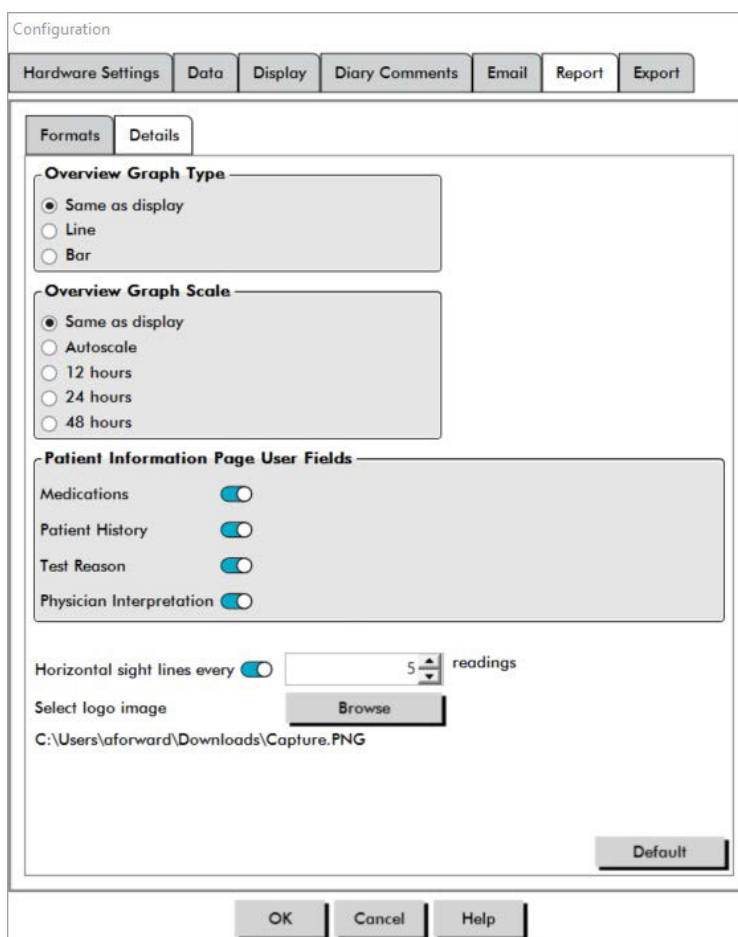 Configuration
Hardware Settings Data Display Diary Comments Email Report Export
Formats Details
Overview Graph Type
Same as display
Line
Bar
Overview Graph Scale
Same as display
Autoscale
12 hours
24 hours
48 hours
Patient Information Page User Fields
Medications
Patient History
Test Reason
Physician Interpretation
Horizontal sight lines every 5 readings
Select logo image Browse
C:\Users\aforward\Downloads\Capture.PNG
Default
OK Cancel Help